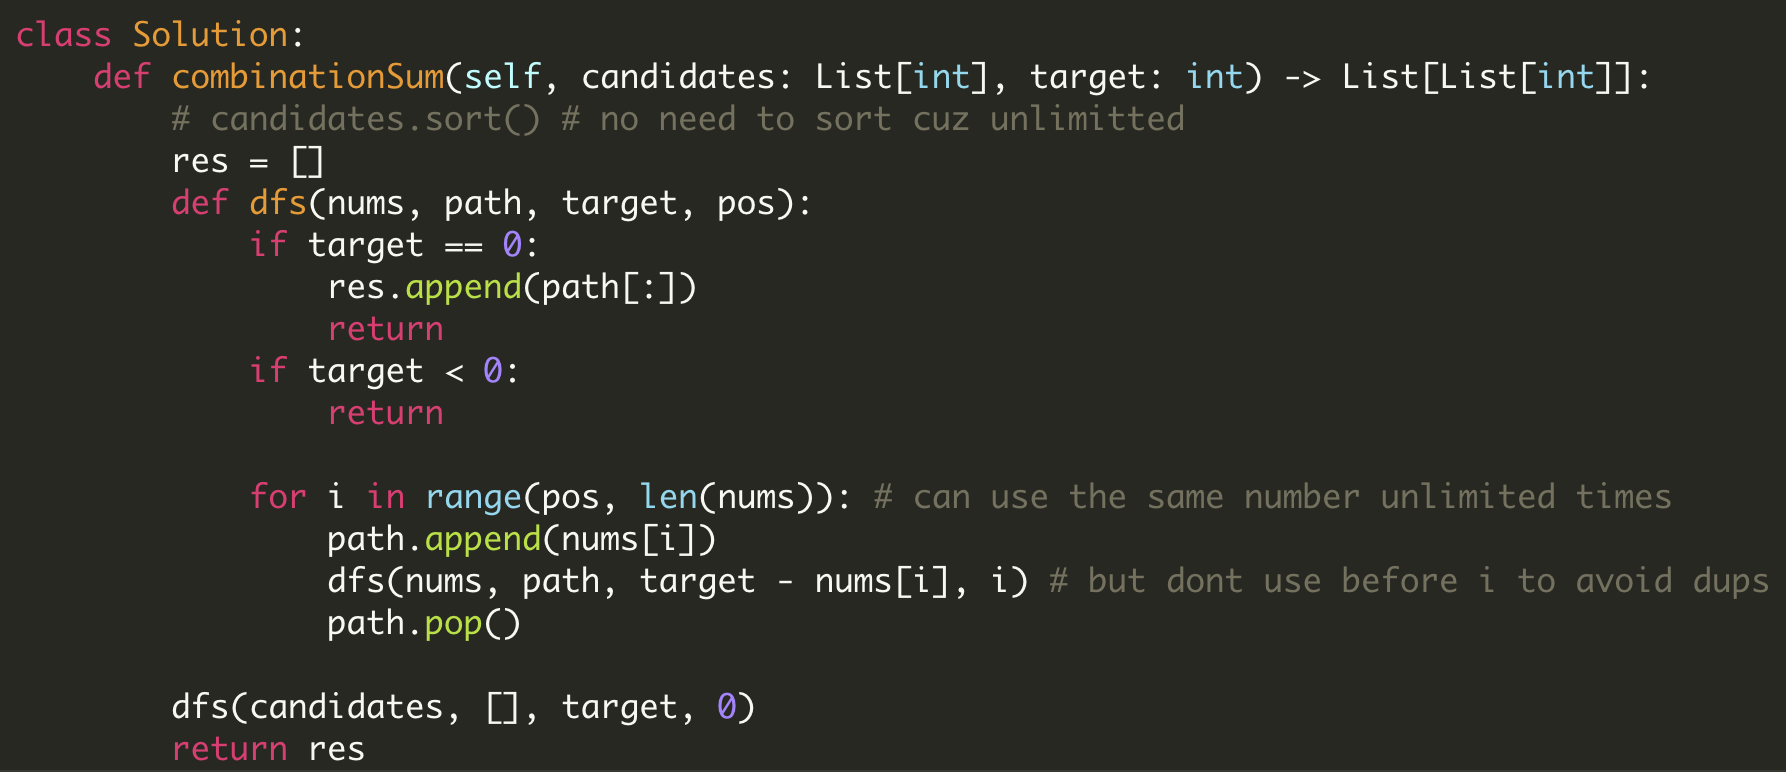 class Solution:
    def combinationSum(self, candidates: List[int], target: int) -> List[List[int]]:
        # candidates.sort() # no need to sort cuz unlimitted
        res = []
        def dfs(nums, path, target, pos):
            if target == 0:
                res.append(path[:])
                return
            if target < 0:
                return

            for i in range(pos, len(nums)): # can use the same number unlimited times
                path.append(nums[i])
                dfs(nums, path, target - nums[i], i) # but dont use before i to avoid dups
                path.pop()

        dfs(candidates, [], target, 0)
        return res